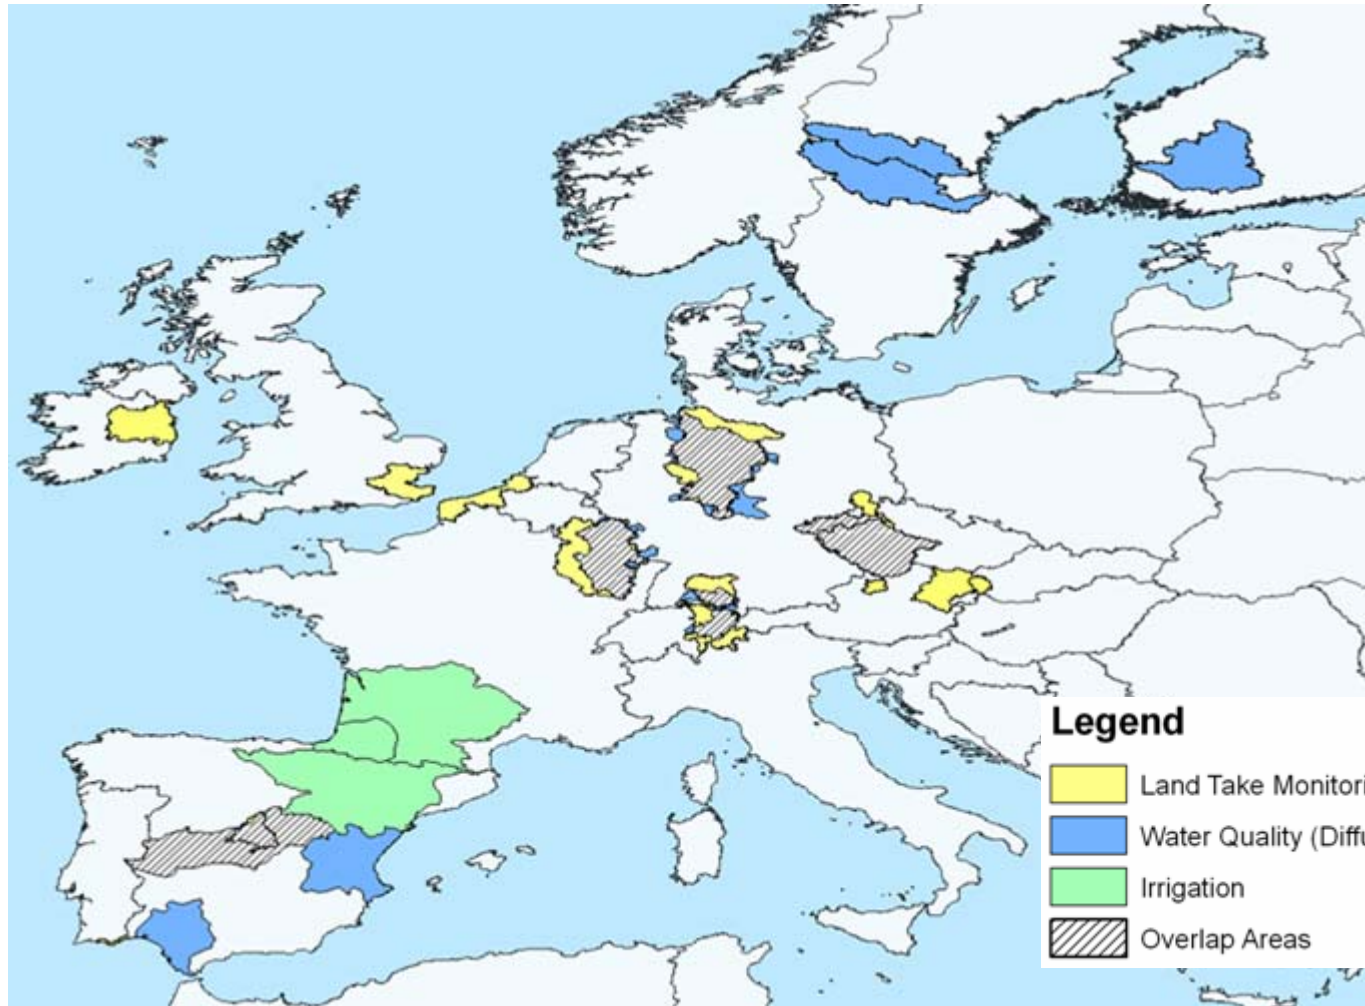 Legend
Land Take Monitori
Water Quality (Diffu
Irrigation
Overlap Areas